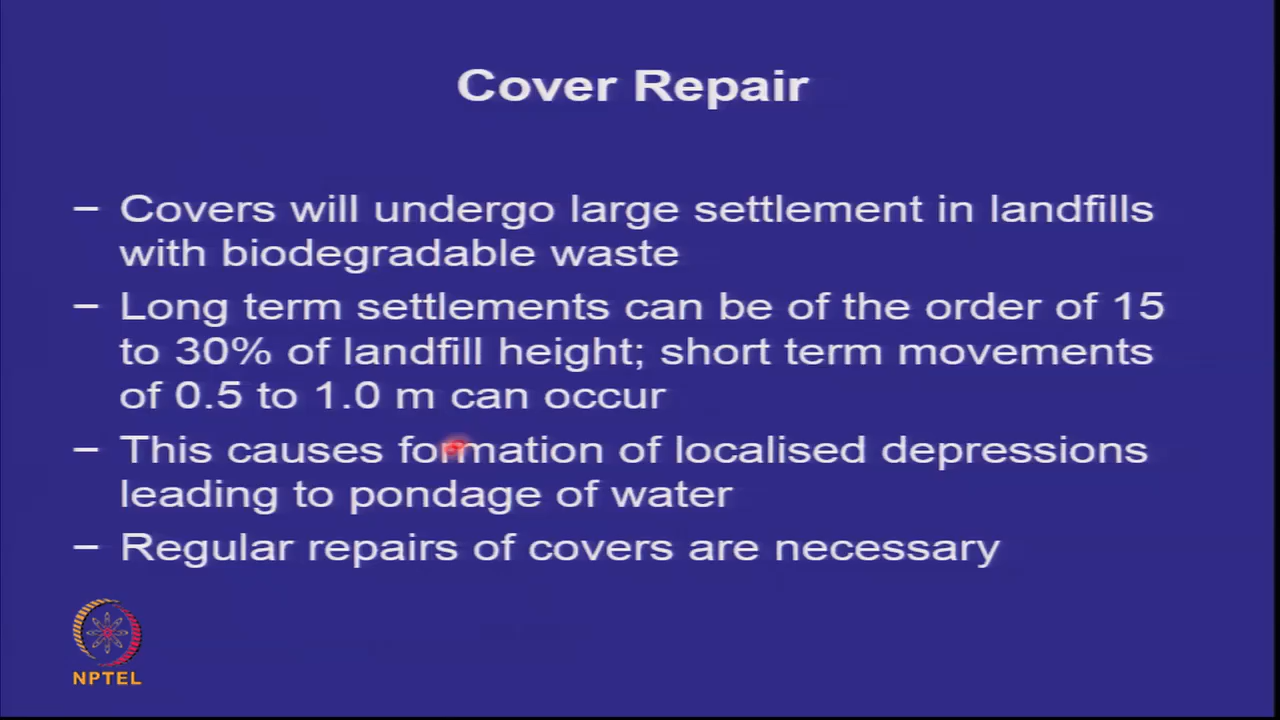 Cover Repair
– Covers will undergo large settlement in landfills
with biodegradable waste
– Long term settlements can be of the order of 15
to 30% of landfill height; short term movements
of 0.5 to 1.0 m can occur
– This causes formation of localised depressions
leading to pondage of water
– Regular repairs of covers are necessary
NPTEL